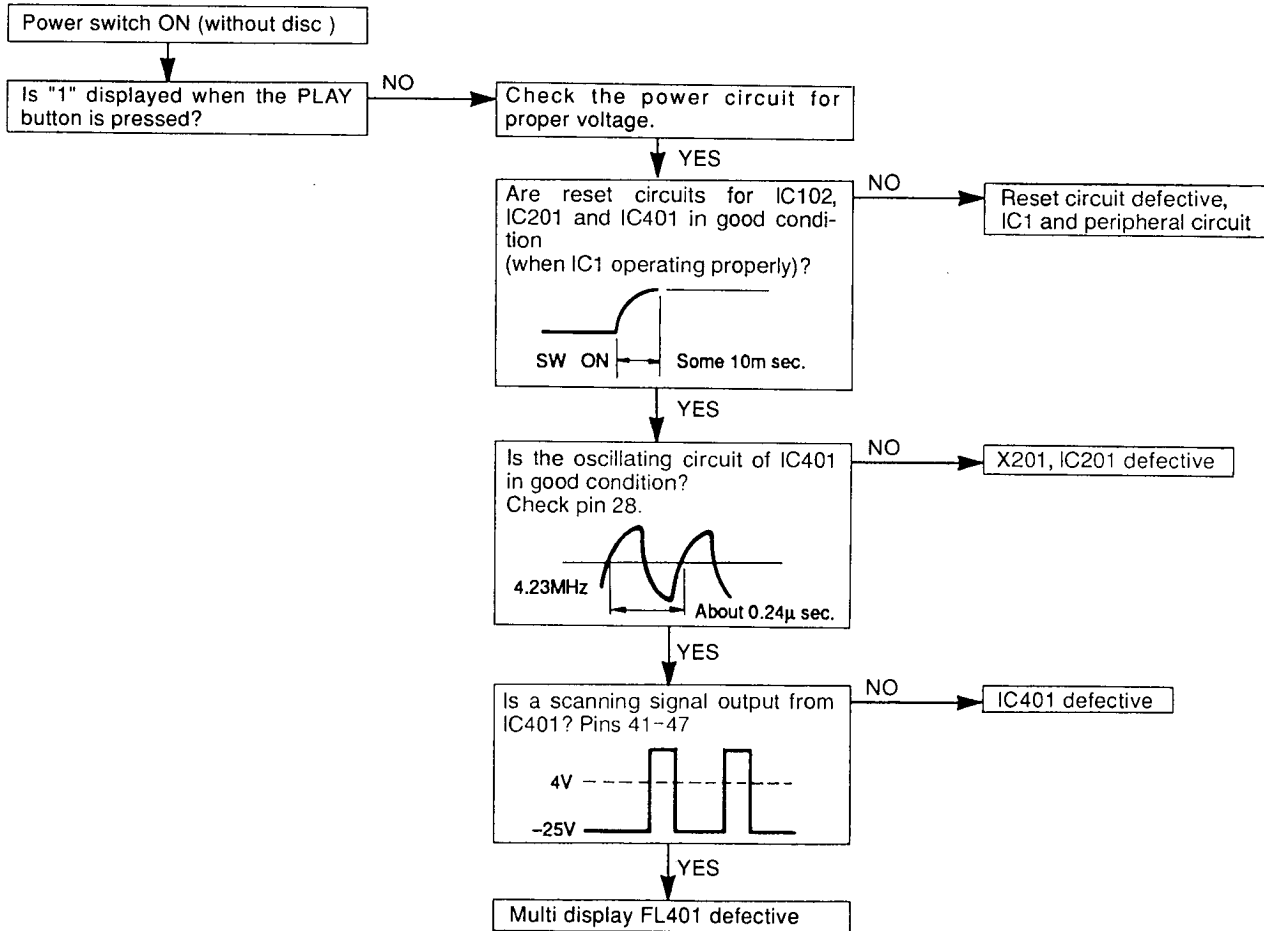 Power switch ON (without disc )
Is "1" displayed when the PLAY
button is pressed?
NO
Check the power circuit for
proper voltage.
YES
Are reset circuits for IC102,
IC201 and IC401 in good condi-
tion
(when IC1 operating properly)?
SW ON
Some 10m sec.
NO
Reset circuit defective,
IC1 and peripheral circuit
YES
Is the oscillating circuit of IC401
in good condition?
Check pin 28.
4.23MHz
About 0.24μ sec.
NO
X201, IC201 defective
YES
Is a scanning signal output from
IC401? Pins 41-47
4V
-25V
NO
IC401 defective
YES
Multi display FL401 defective